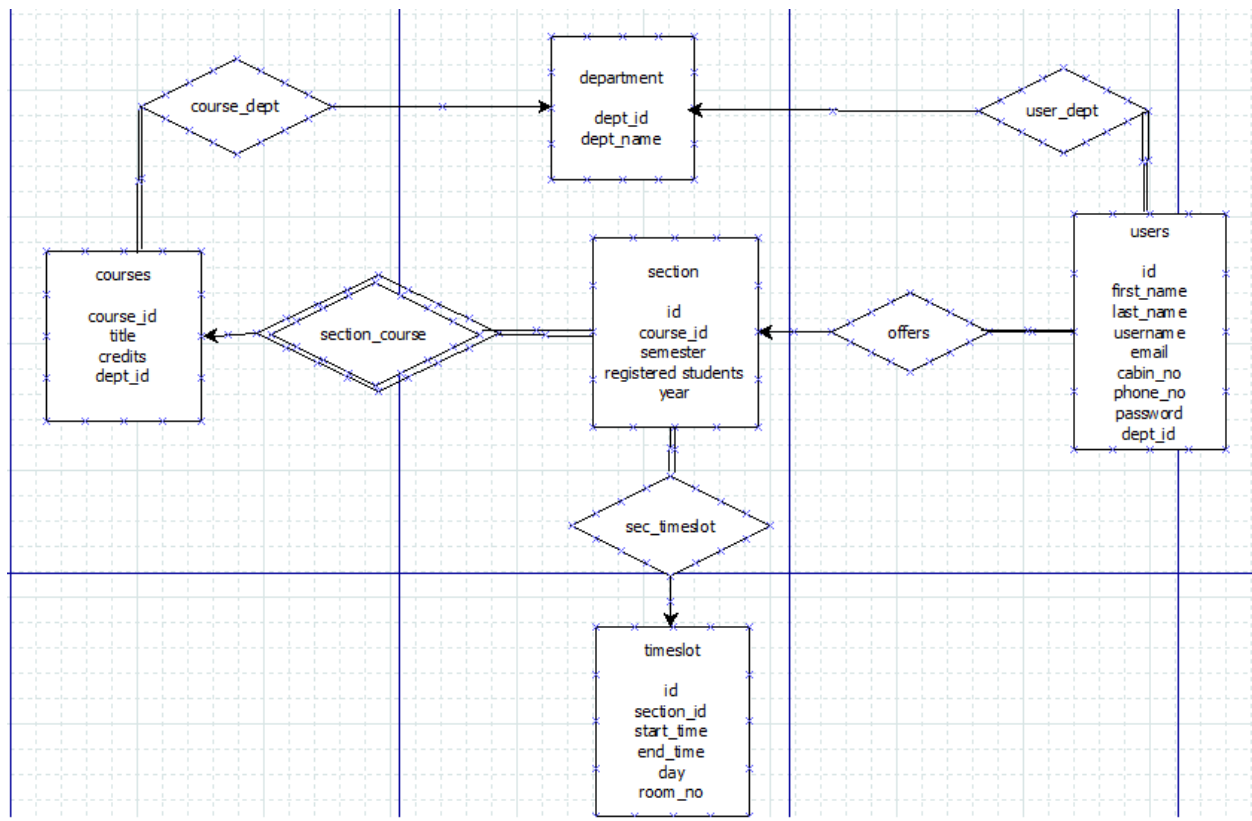 course_dept
department
dept_id
dept_name
user_dept
courses
course_id
title
credits
dept_id
section_course
section
id
course_id
semester
registered students
year
offers
users
id
first_name
last_name
username
email
cabin_no
phone_no
password
dept_id
sec_timeslot
timeslot
id
section_id
start_time
end_time
day
room_no